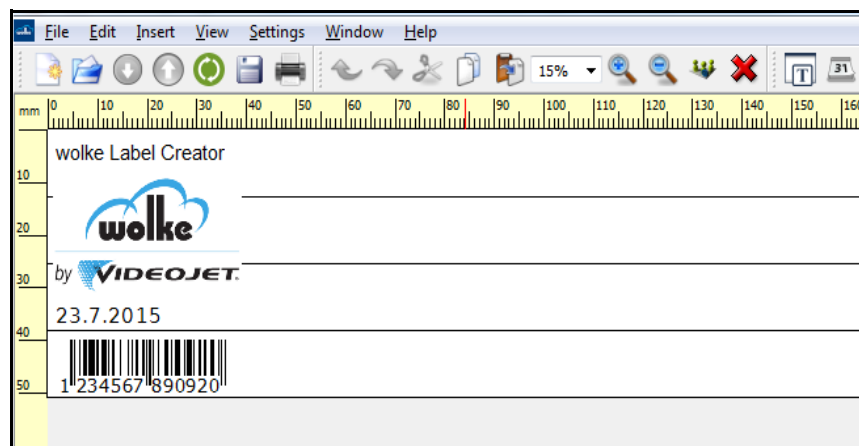 File Edit Insert View Settings Window Help
15% T 31
mm 0 10 20 30 40 50 60 70 80 90 100 110 120 130 140 150 160
wolke Label Creator
10
wolke
20
by VIDEOJET.
30
23.7.2015
40
1 234567 890920
50